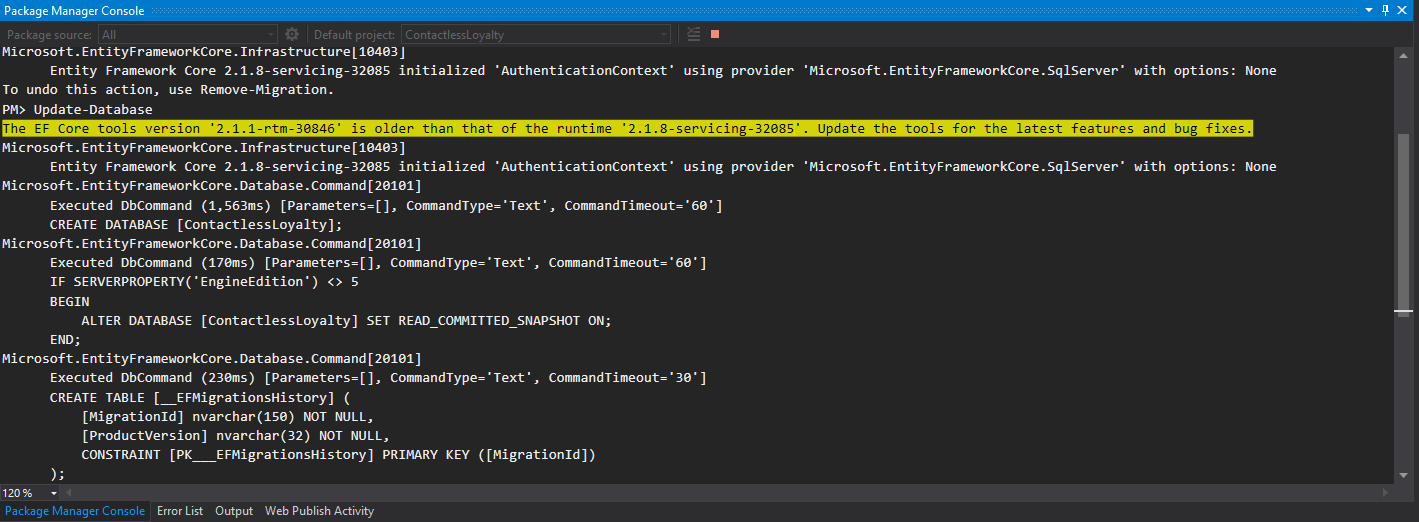 Package Manager Console
Package source: All Default project: ContactlessLoyalty
Microsoft.EntityFrameworkCore.Infrastructure[10403]
Entity Framework Core 2.1.8-servicing-32085 initialized 'AuthenticationContext' using provider 'Microsoft.EntityFrameworkCore.SqlServer' with options: None
To undo this action, use Remove-Migration.
PM> Update-Database
The EF Core tools version '2.1.1-rtm-30846' is older than that of the runtime '2.1.8-servicing-32085'. Update the tools for the latest features and bug fixes.
Microsoft.EntityFrameworkCore.Infrastructure[10403]
Entity Framework Core 2.1.8-servicing-32085 initialized 'AuthenticationContext' using provider 'Microsoft.EntityFrameworkCore.SqlServer' with options: None
Microsoft.EntityFrameworkCore.Database.Command[20101]
Executed DbCommand (1,563ms) [Parameters=[], CommandType='Text', CommandTimeout='60']
CREATE DATABASE [ContactlessLoyalty];
Microsoft.EntityFrameworkCore.Database.Command[20101]
Executed DbCommand (170ms) [Parameters=[], CommandType='Text', CommandTimeout='60']
IF SERVERPROPERTY('EngineEdition') <> 5
BEGIN
ALTER DATABASE [ContactlessLoyalty] SET READ_COMMITTED_SNAPSHOT ON;
END;
Microsoft.EntityFrameworkCore.Database.Command[20101]
Executed DbCommand (230ms) [Parameters=[], CommandType='Text', CommandTimeout='30']
CREATE TABLE [__EFMigrationsHistory] (
[MigrationId] nvarchar(150) NOT NULL,
[ProductVersion] nvarchar(32) NOT NULL,
CONSTRAINT [PK___EFMigrationsHistory] PRIMARY KEY ([MigrationId])
);
120 %
Package Manager Console Error List Output Web Publish Activity